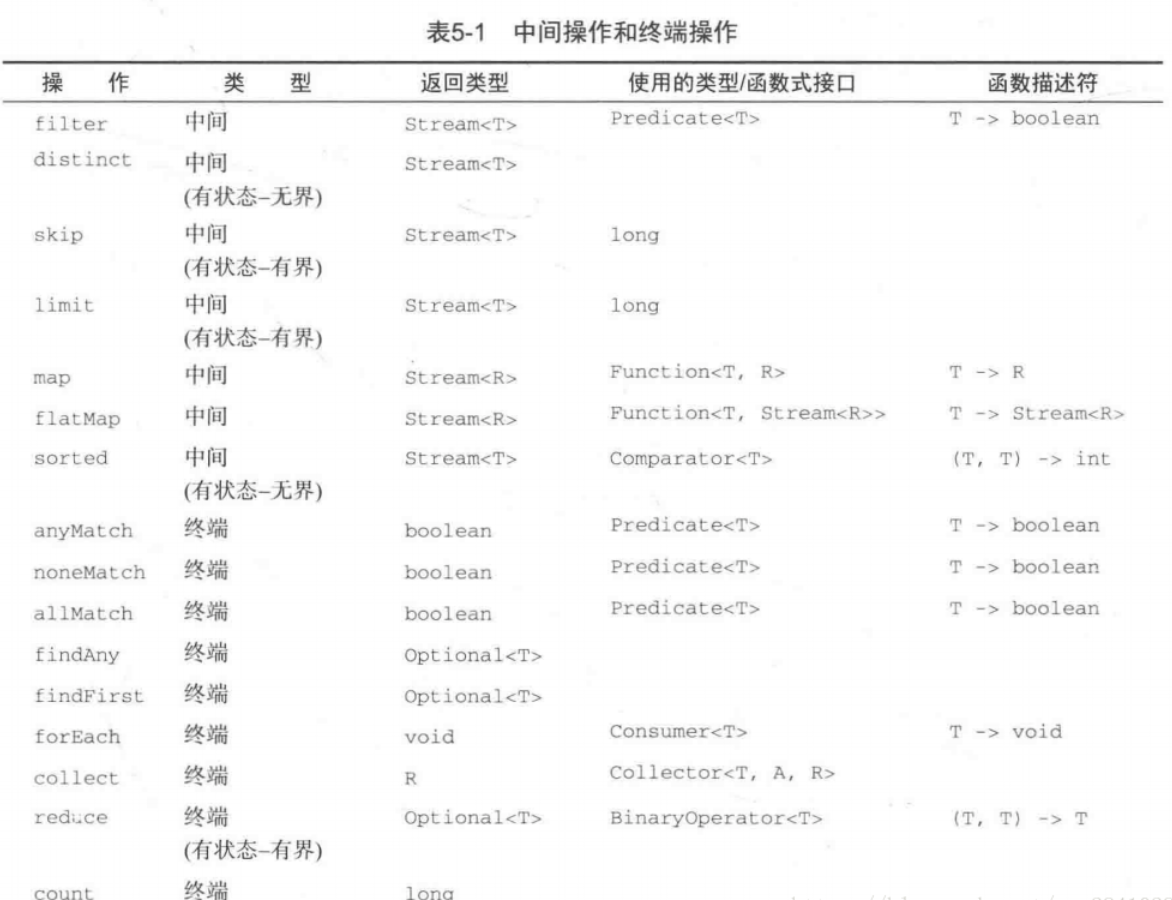 表5-1 中间操作和终端操作
操 作 类 型 返回类型 使用的类型/函数式接口 函数描述符
filter 中间 Stream<T> Predicate<T> T -> boolean
distinct 中间 Stream<T>
(有状态–无界)
skip 中间 Stream<T> long
(有状态–有界)
limit 中间 Stream<T> long
(有状态–有界)
map 中间 Stream<R> Function<T, R> T -> R
flatMap 中间 Stream<R> Function<T, Stream<R>> T -> Stream<R>
sorted 中间 Stream<T> Comparator<T> (T, T) -> int
(有状态–无界)
anyMatch 终端 boolean Predicate<T> T -> boolean
noneMatch 终端 boolean Predicate<T> T -> boolean
allMatch 终端 boolean Predicate<T> T -> boolean
findAny 终端 Optional<T>
findFirst 终端 Optional<T>
forEach 终端 void Consumer<T> T -> void
collect 终端 R Collector<T, A, R>
reduce 终端 Optional<T> BinaryOperator<T> (T, T) -> T
(有状态–有界)
count 终端 long